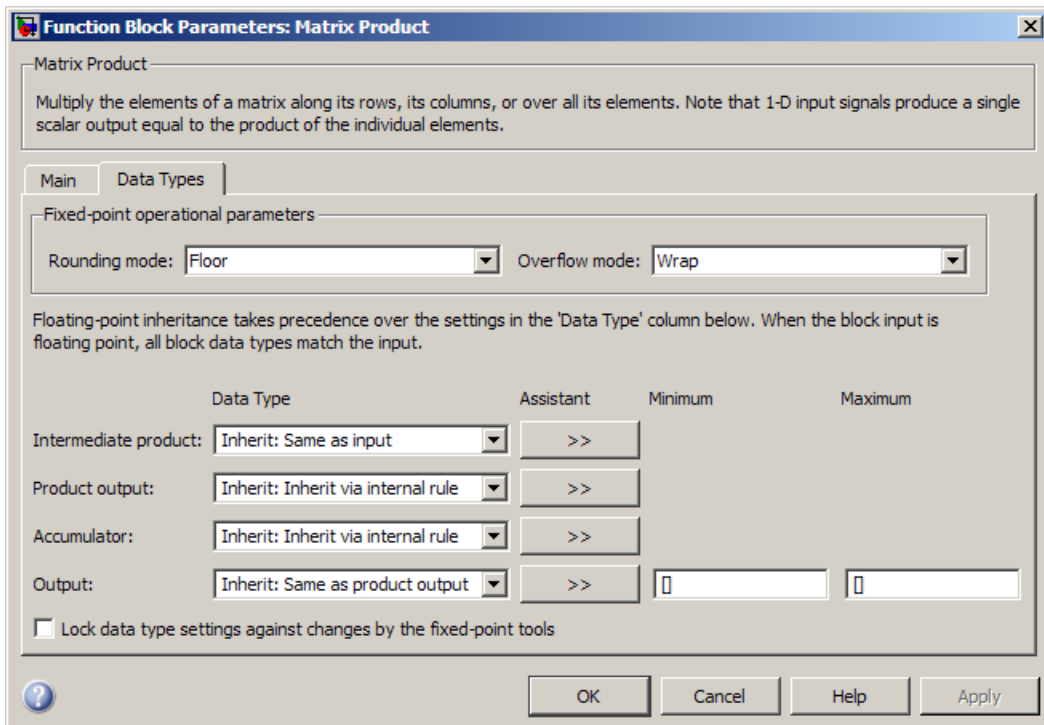 Function Block Parameters: Matrix Product
Matrix Product
Multiply the elements of a matrix along its rows, its columns, or over all its elements. Note that 1-D input signals produce a single
scalar output equal to the product of the individual elements.
Main Data Types
Fixed-point operational parameters
Rounding mode: Floor Overflow mode: Wrap
Floating-point inheritance takes precedence over the settings in the 'Data Type' column below. When the block input is
floating point, all block data types match the input.
Data Type Assistant Minimum Maximum
Intermediate product: Inherit: Same as input >>
Product output: Inherit: Inherit via internal rule >>
Accumulator: Inherit: Inherit via internal rule >>
Output: Inherit: Same as product output >> [] []
Lock data type settings against changes by the fixed-point tools
? OK Cancel Help Apply